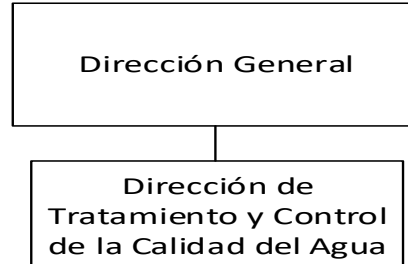 Dirección General
Dirección de
Tratamiento y Control
de la Calidad del Agua